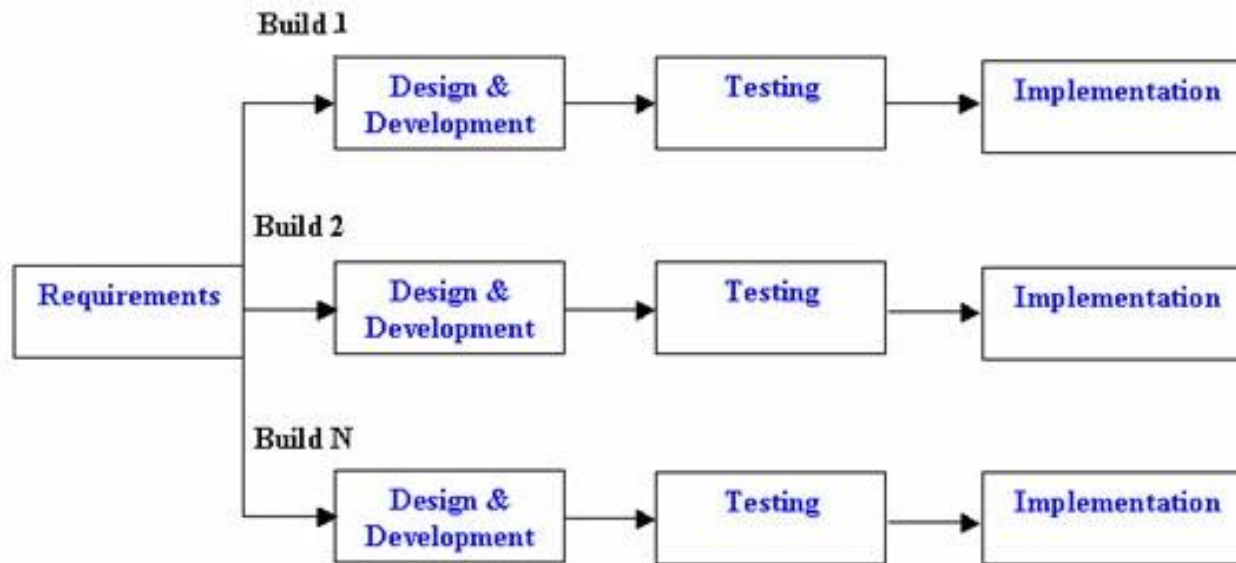 Build 1
Design &
Development
Testing
Implementation
Build 2
Requirements
Design &
Development
Testing
Implementation
Build N
Design &
Development
Testing
Implementation